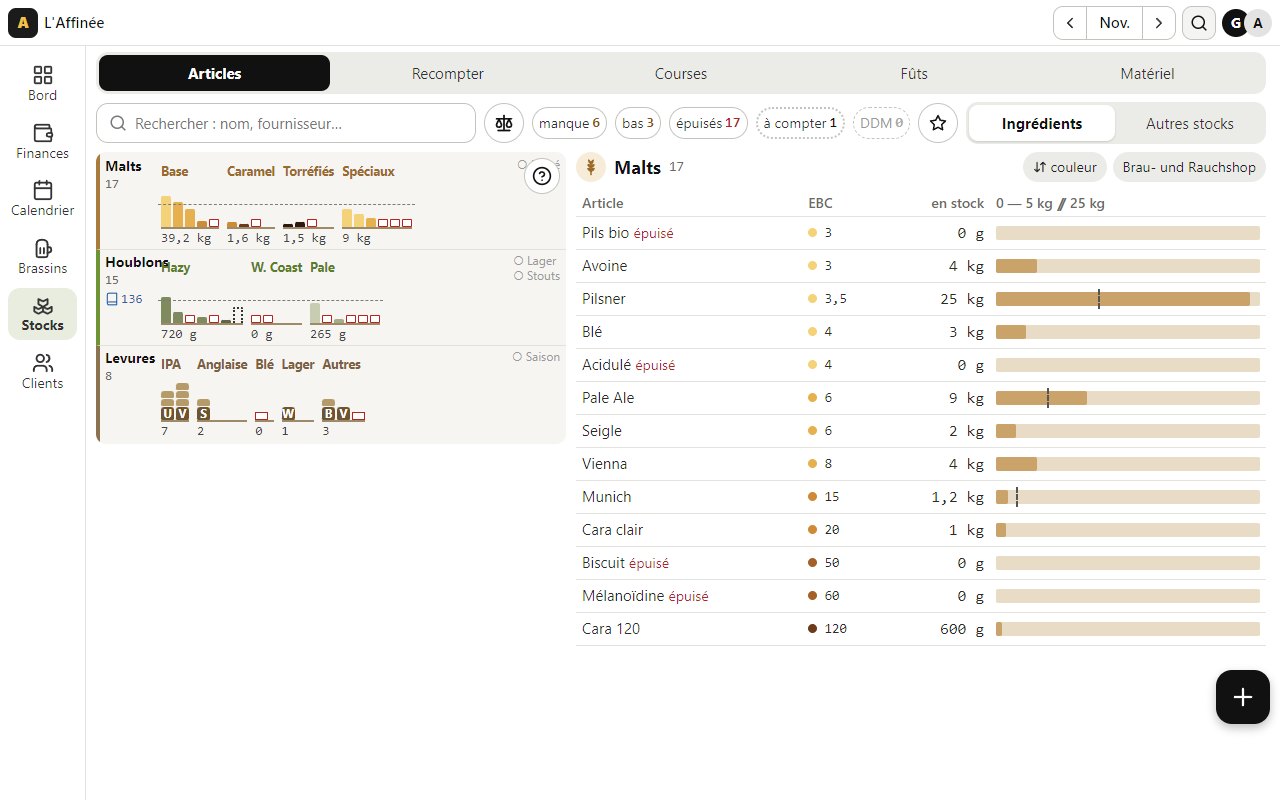 A L'Affinée
Nov.
G A
Bord
Finances
Calendrier
Brassins
Stocks
Clients
Articles Recompter Courses Fûts Matériel
Rechercher : nom, fournisseur...
manque 6 bas 3 épuisés 17 à compter 1 DDM 0
Ingrédients Autres stocks
Malts
17
Base Caramel Torréfiés Spéciaux
39,2 kg 1,6 kg 1,5 kg 9 kg
Houblons
15
136
Hazy W. Coast Pale
Lager
Stouts
720 g 0 g 265 g
Levures
8
IPA Anglaise Blé Lager Autres
Saison
U V S W B V
7 2 0 1 3
Malts 17
couleur Brau- und Rauchshop
Article EBC en stock 0 — 5 kg // 25 kg
Pils bio épuisé 3 0 g
Avoine 3 4 kg
Pilsner 3,5 25 kg
Blé 4 3 kg
Acidulé épuisé 4 0 g
Pale Ale 6 9 kg
Seigle 6 2 kg
Vienna 8 4 kg
Munich 15 1,2 kg
Cara clair 20 1 kg
Biscuit épuisé 50 0 g
Mélanoïdine épuisé 60 0 g
Cara 120 120 600 g